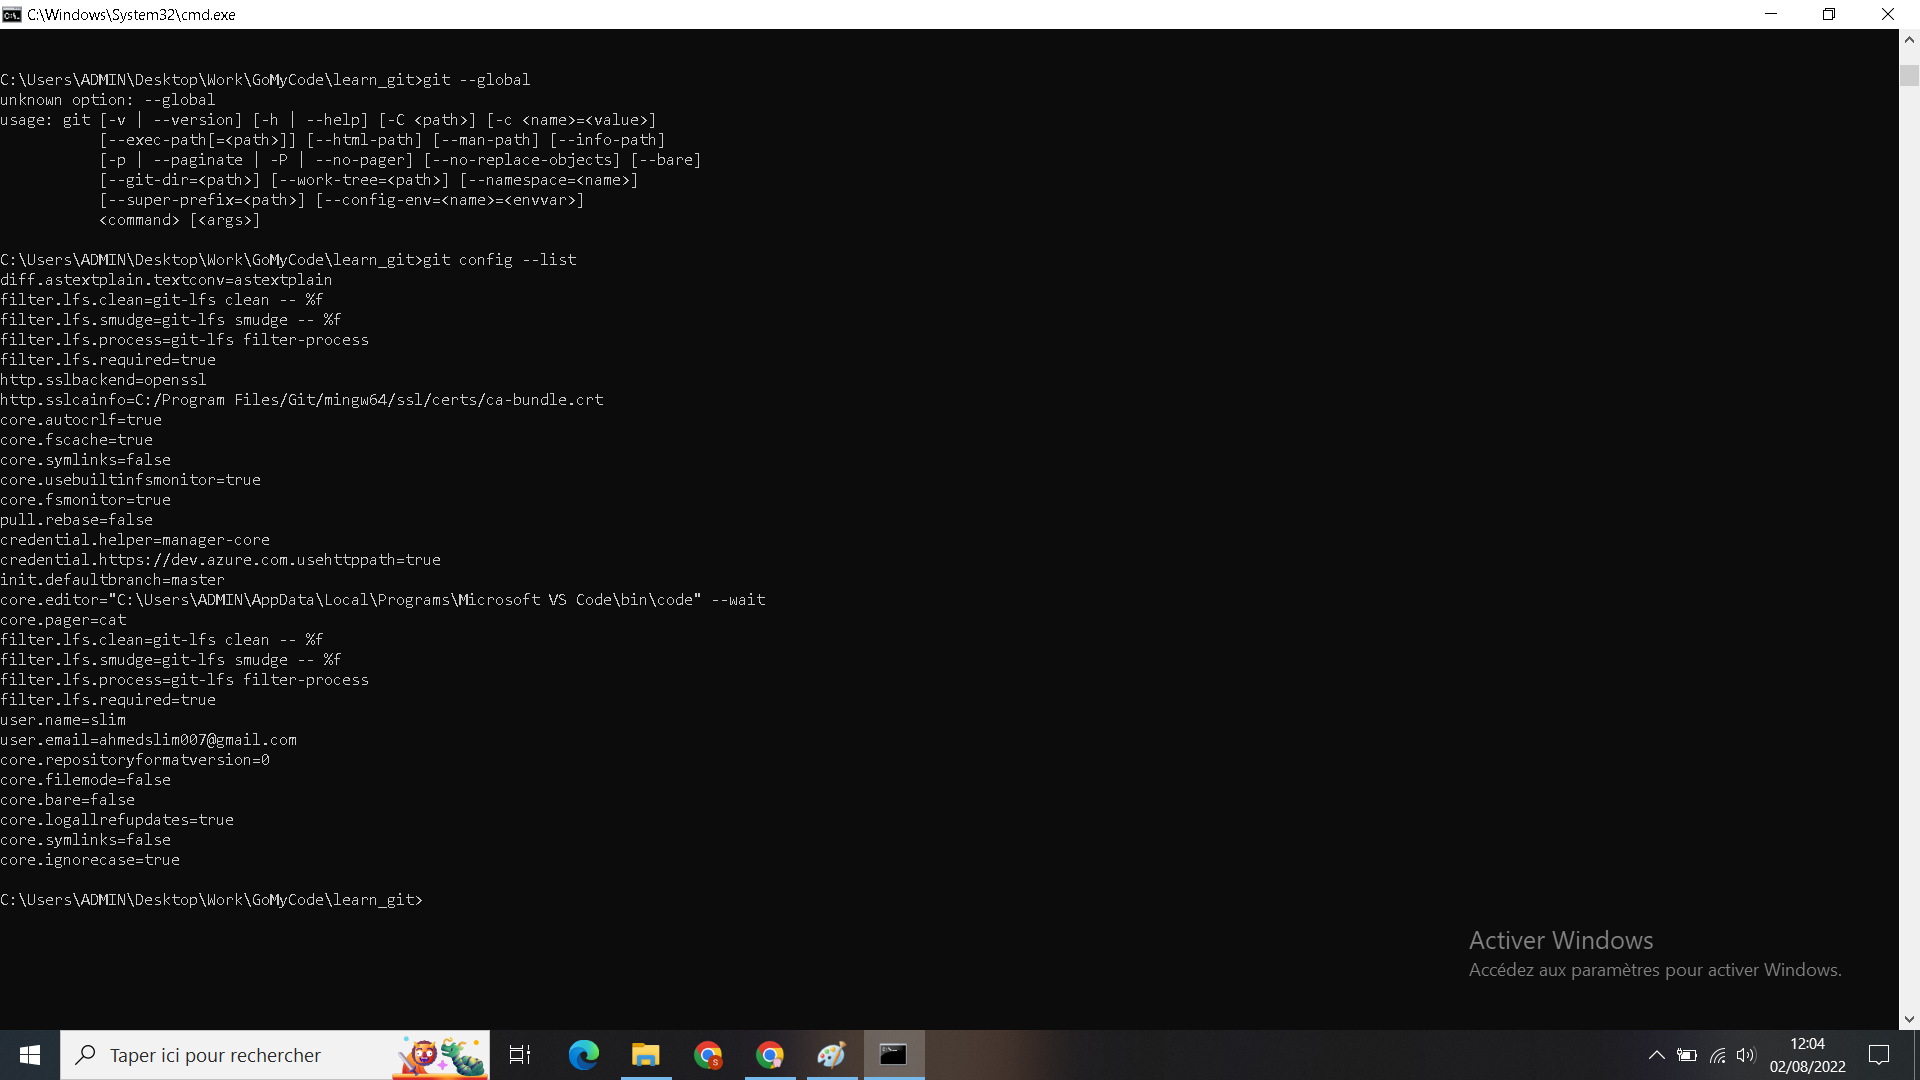 C:\Windows\System32\cmd.exe
C:\Users\ADMIN\Desktop\Work\GoMyCode\learn_git>git --global
unknown option: --global
usage: git [-v | --version] [-h | --help] [-C <path>] [-c <name>=<value>]
           [--exec-path[=<path>]] [--html-path] [--man-path] [--info-path]
           [-p | --paginate | -P | --no-pager] [--no-replace-objects] [--bare]
           [--git-dir=<path>] [--work-tree=<path>] [--namespace=<name>]
           [--super-prefix=<path>] [--config-env=<name>=<envvar>]
           <command> [<args>]
C:\Users\ADMIN\Desktop\Work\GoMyCode\learn_git>git config --list
diff.astextplain.textconv=astextplain
filter.lfs.clean=git-lfs clean -- %f
filter.lfs.smudge=git-lfs smudge -- %f
filter.lfs.process=git-lfs filter-process
filter.lfs.required=true
http.sslbackend=openssl
http.sslcainfo=C:/Program Files/Git/mingw64/ssl/certs/ca-bundle.crt
core.autocrlf=true
core.fscache=true
core.symlinks=false
core.usebuiltinfsmonitor=true
core.fsmonitor=true
pull.rebase=false
credential.helper=manager-core
credential.https://dev.azure.com.usehttppath=true
init.defaultbranch=master
core.editor="C:\Users\ADMIN\AppData\Local\Programs\Microsoft VS Code\bin\code" --wait
core.pager=cat
filter.lfs.clean=git-lfs clean -- %f
filter.lfs.smudge=git-lfs smudge -- %f
filter.lfs.process=git-lfs filter-process
filter.lfs.required=true
user.name=slim
user.email=ahmedslim007@gmail.com
core.repositoryformatversion=0
core.filemode=false
core.bare=false
core.logallrefupdates=true
core.symlinks=false
core.ignorecase=true
C:\Users\ADMIN\Desktop\Work\GoMyCode\learn_git>
Activer Windows
Accédez aux paramètres pour activer Windows.
Taper ici pour rechercher
12:04
02/08/2022